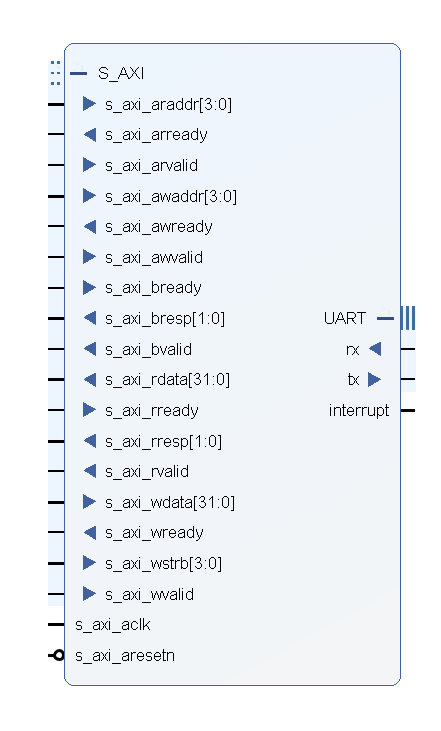 S_AXI
s_axi_araddr[3:0]
s_axi_arready
s_axi_arvalid
s_axi_awaddr[3:0]
s_axi_awready
s_axi_awvalid
s_axi_bready
s_axi_bresp[1:0]
s_axi_bvalid
s_axi_rdata[31:0]
s_axi_rready
s_axi_rresp[1:0]
s_axi_rvalid
s_axi_wdata[31:0]
s_axi_wready
s_axi_wstrb[3:0]
s_axi_wvalid
s_axi_aclk
s_axi_aresetn
UART
rx
tx
interrupt